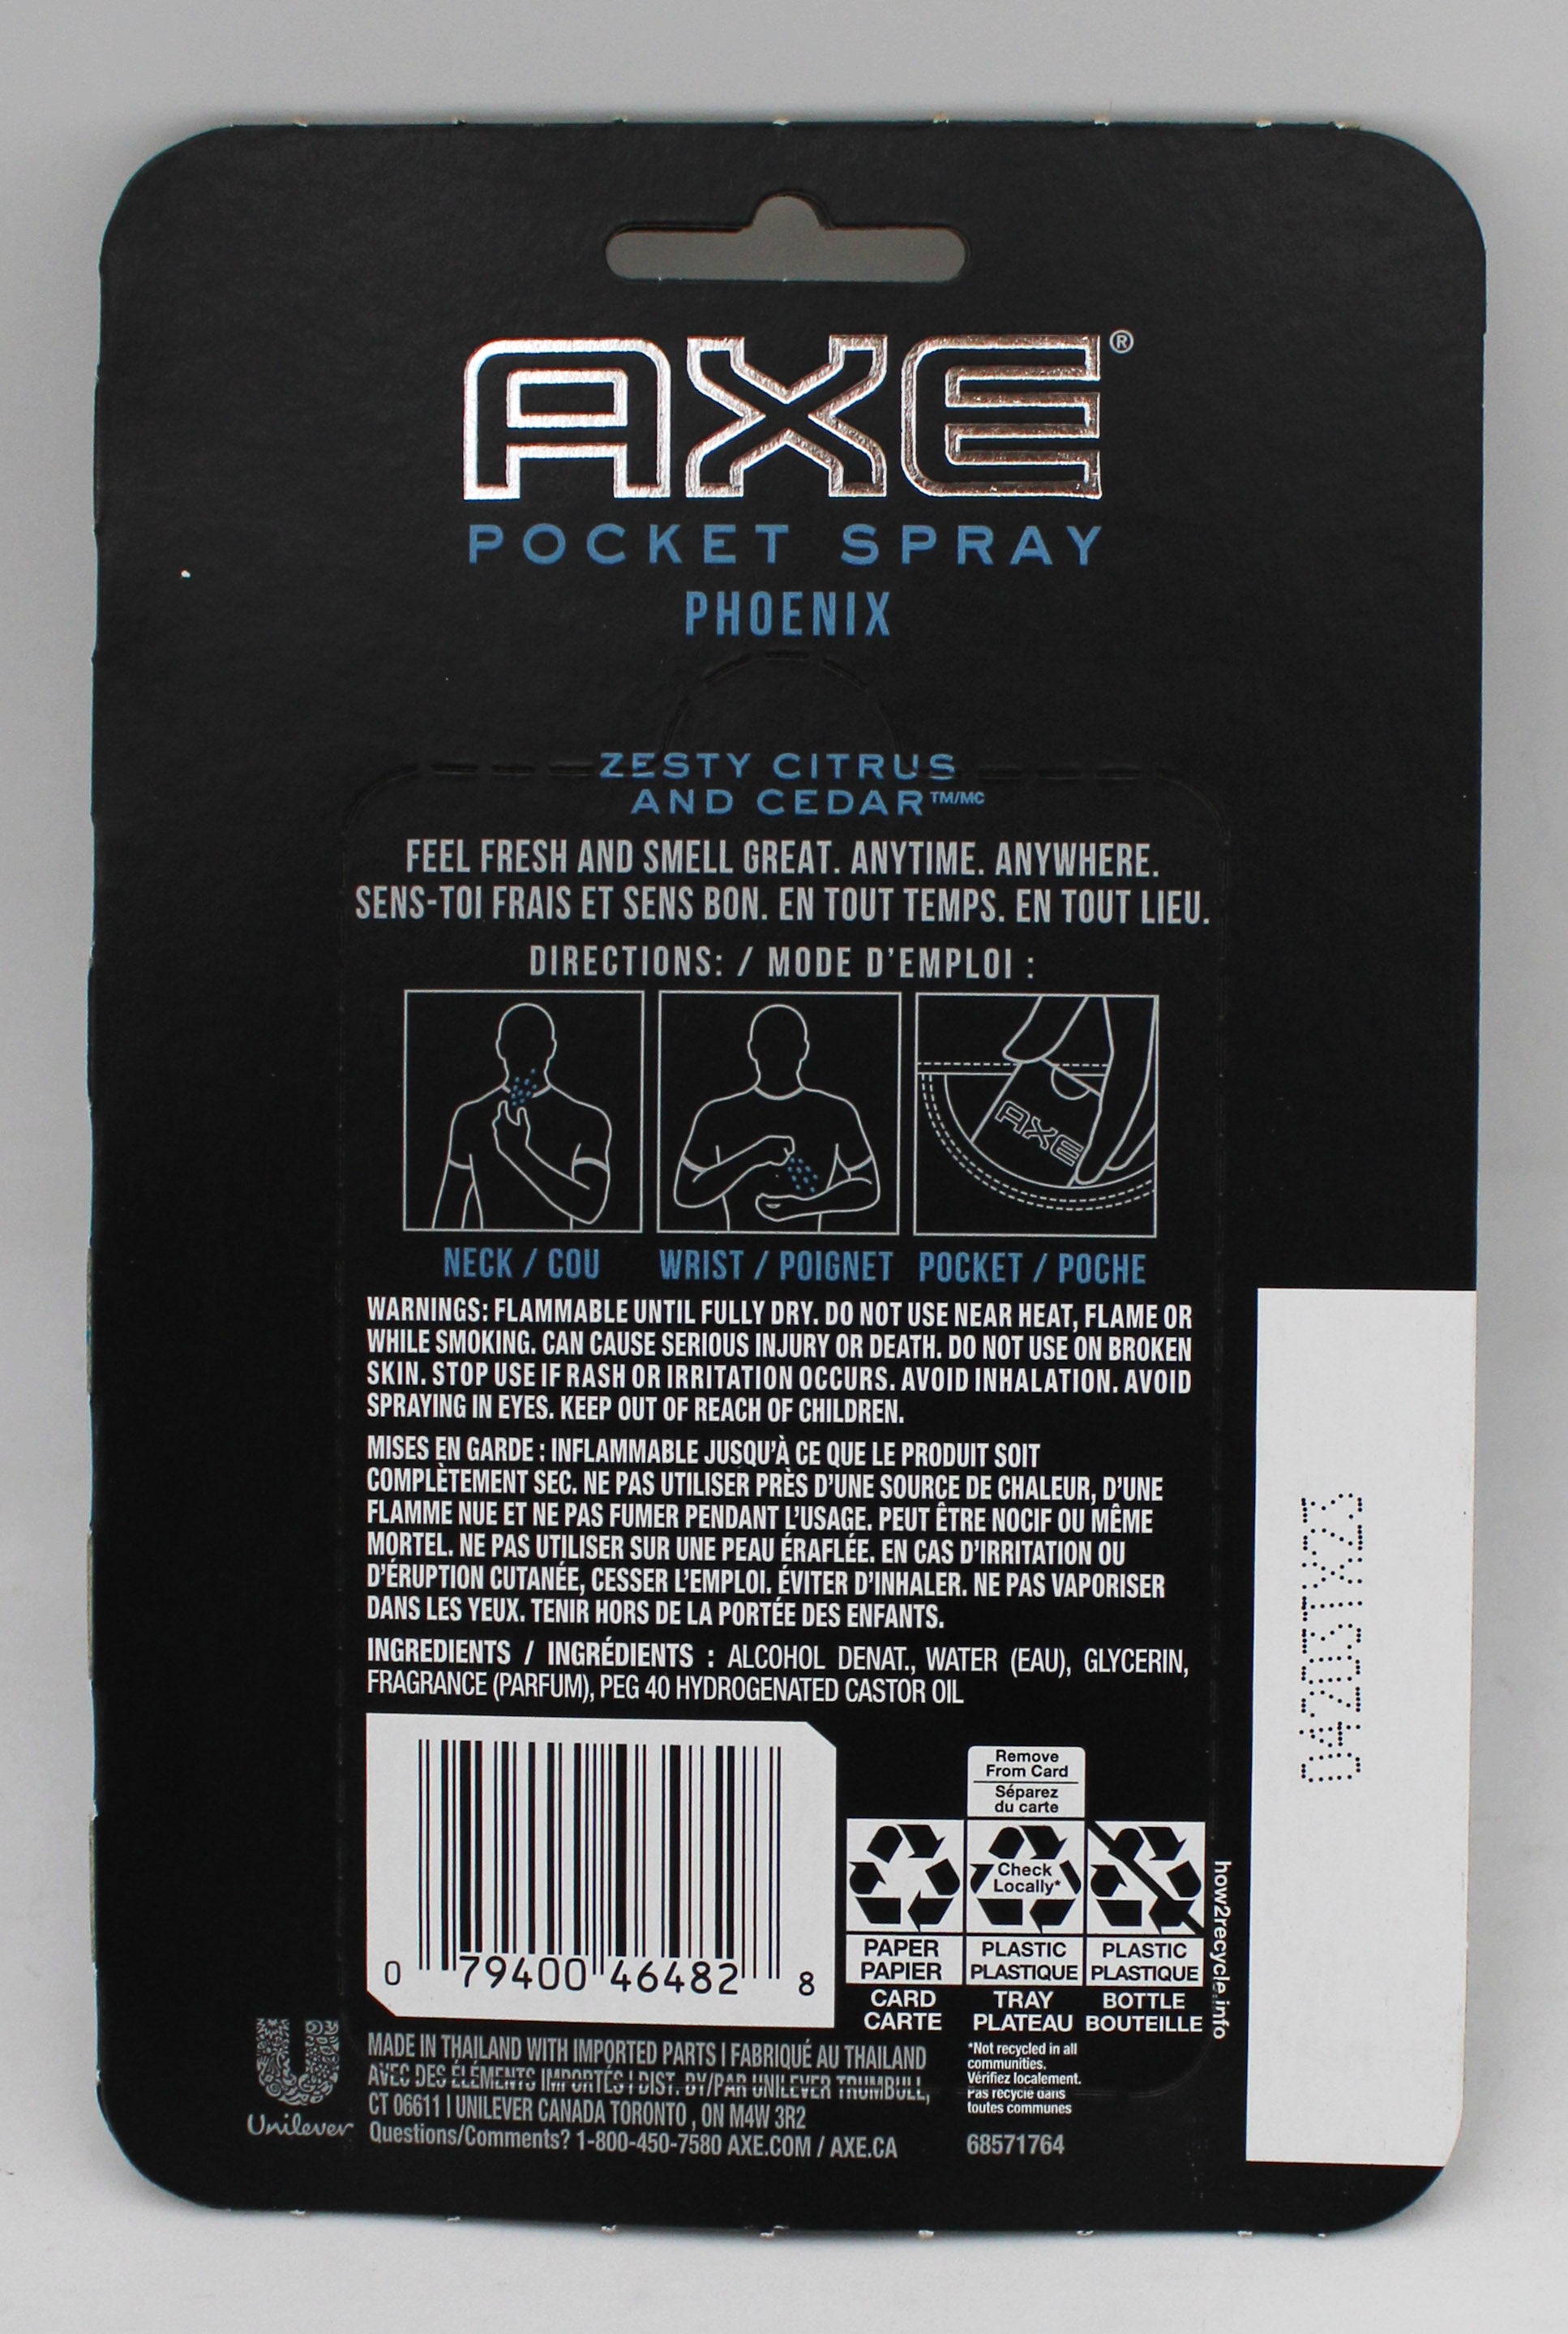 AXE®
POCKET SPRAY
PHOENIX
ZESTY CITRUS
AND CEDAR™/MC
FEEL FRESH AND SMELL GREAT. ANYTIME. ANYWHERE.
SENS-TOI FRAIS ET SENS BON. EN TOUT TEMPS. EN TOUT LIEU.
DIRECTIONS: / MODE D'EMPLOI :
AXE
NECK / COU
WRIST / POIGNET
POCKET / POCHE
WARNINGS: FLAMMABLE UNTIL FULLY DRY. DO NOT USE NEAR HEAT, FLAME OR
WHILE SMOKING. CAN CAUSE SERIOUS INJURY OR DEATH. DO NOT USE ON BROKEN
SKIN. STOP USE IF RASH OR IRRITATION OCCURS. AVOID INHALATION. AVOID
SPRAYING IN EYES. KEEP OUT OF REACH OF CHILDREN.
MISES EN GARDE : INFLAMMABLE JUSQU'À CE QUE LE PRODUIT SOIT
COMPLÈTEMENT SEC. NE PAS UTILISER PRÈS D'UNE SOURCE DE CHALEUR, D'UNE
FLAMME NUE ET NE PAS FUMER PENDANT L'USAGE. PEUT ÊTRE NOCIF OU MÊME
MORTEL. NE PAS UTILISER SUR UNE PEAU ÉRAFLÉE. EN CAS D'IRRITATION OU
D'ÉRUPTION CUTANÉE, CESSER L'EMPLOI. ÉVITER D'INHALER. NE PAS VAPORISER
DANS LES YEUX. TENIR HORS DE LA PORTÉE DES ENFANTS.
INGREDIENTS / INGRÉDIENTS : ALCOHOL DENAT., WATER (EAU), GLYCERIN,
FRAGRANCE (PARFUM), PEG 40 HYDROGENATED CASTOR OIL
0 79400 46482 8
Remove
From Card
Séparez
du carte
Check
Locally*
PAPER
PAPIER
CARD
CARTE
PLASTIC
PLASTIQUE
TRAY
PLATEAU
PLASTIC
PLASTIQUE
BOTTLE
BOUTEILLE
how2recycle.info
*Not recycled in all
communities.
Vérifiez localement.
Pas recyclé dans
toutes communes
68571764
Unilever
MADE IN THAILAND WITH IMPORTED PARTS | FABRIQUÉ AU THAILAND
AVEC DES ÉLÉMENTS IMPORTÉS | DIST. BY/PAR UNILEVER TRUMBULL,
CT 06611 | UNILEVER CANADA TORONTO , ON M4W 3R2
Questions/Comments? 1-800-450-7580 AXE.COM / AXE.CA
04203TK23